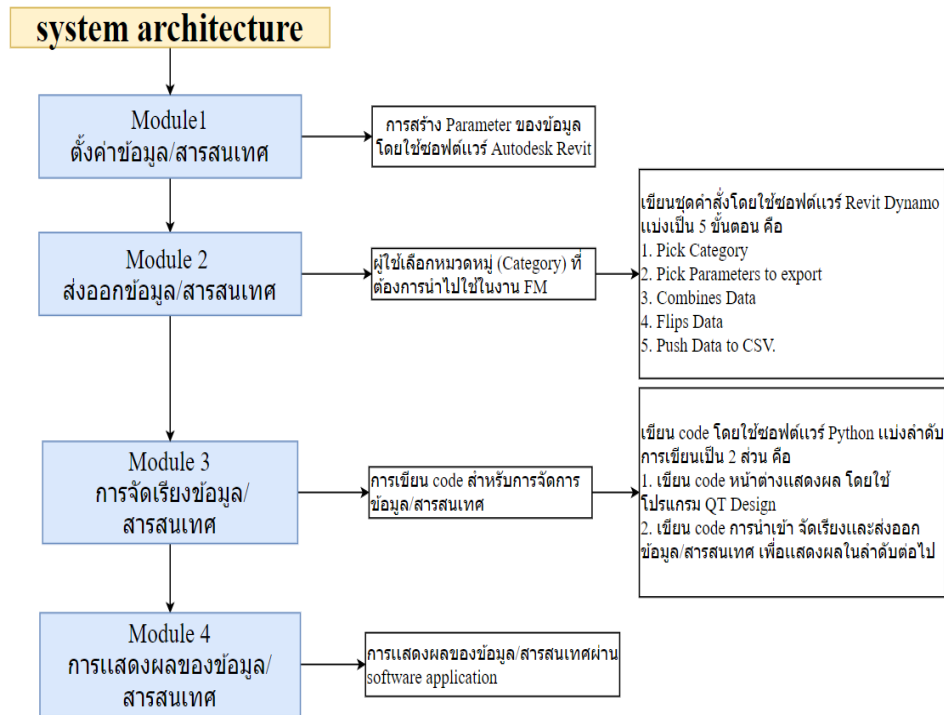 system architecture
Module1
ตั้งค่าข้อมูล/สารสนเทศ
การสร้าง Parameter ของข้อมูล
โดยใช้ซอฟต์แวร์ Autodesk Revit
Module 2
ส่งออกข้อมูล/สารสนเทศ
ผู้ใช้เลือกหมวดหมู่ (Category) ที่
ต้องการนำไปใช้ในงาน FM
เขียนชุดคำสั่งโดยใช้ซอฟต์แวร์ Revit Dynamo
แบ่งเป็น 5 ขั้นตอน คือ
1. Pick Category
2. Pick Parameters to export
3. Combines Data
4. Flips Data
5. Push Data to CSV.
Module 3
การจัดเรียงข้อมูล/
สารสนเทศ
การเขียน code สำหรับการจัดการ
ข้อมูล/สารสนเทศ
เขียน code โดยใช้ซอฟต์แวร์ Python แบ่งลำดับ
การเขียนเป็น 2 ส่วน คือ
1. เขียน code หน้าต่างแสดงผล โดยใช้
โปรแกรม QT Design
2. เขียน code การนำเข้า จัดเรียงและส่งออก
ข้อมูล/สารสนเทศ เพื่อแสดงผลในลำดับต่อไป
Module 4
การแสดงผลของข้อมูล/
สารสนเทศ
การแสดงผลของข้อมูล/สารสนเทศผ่าน
software application